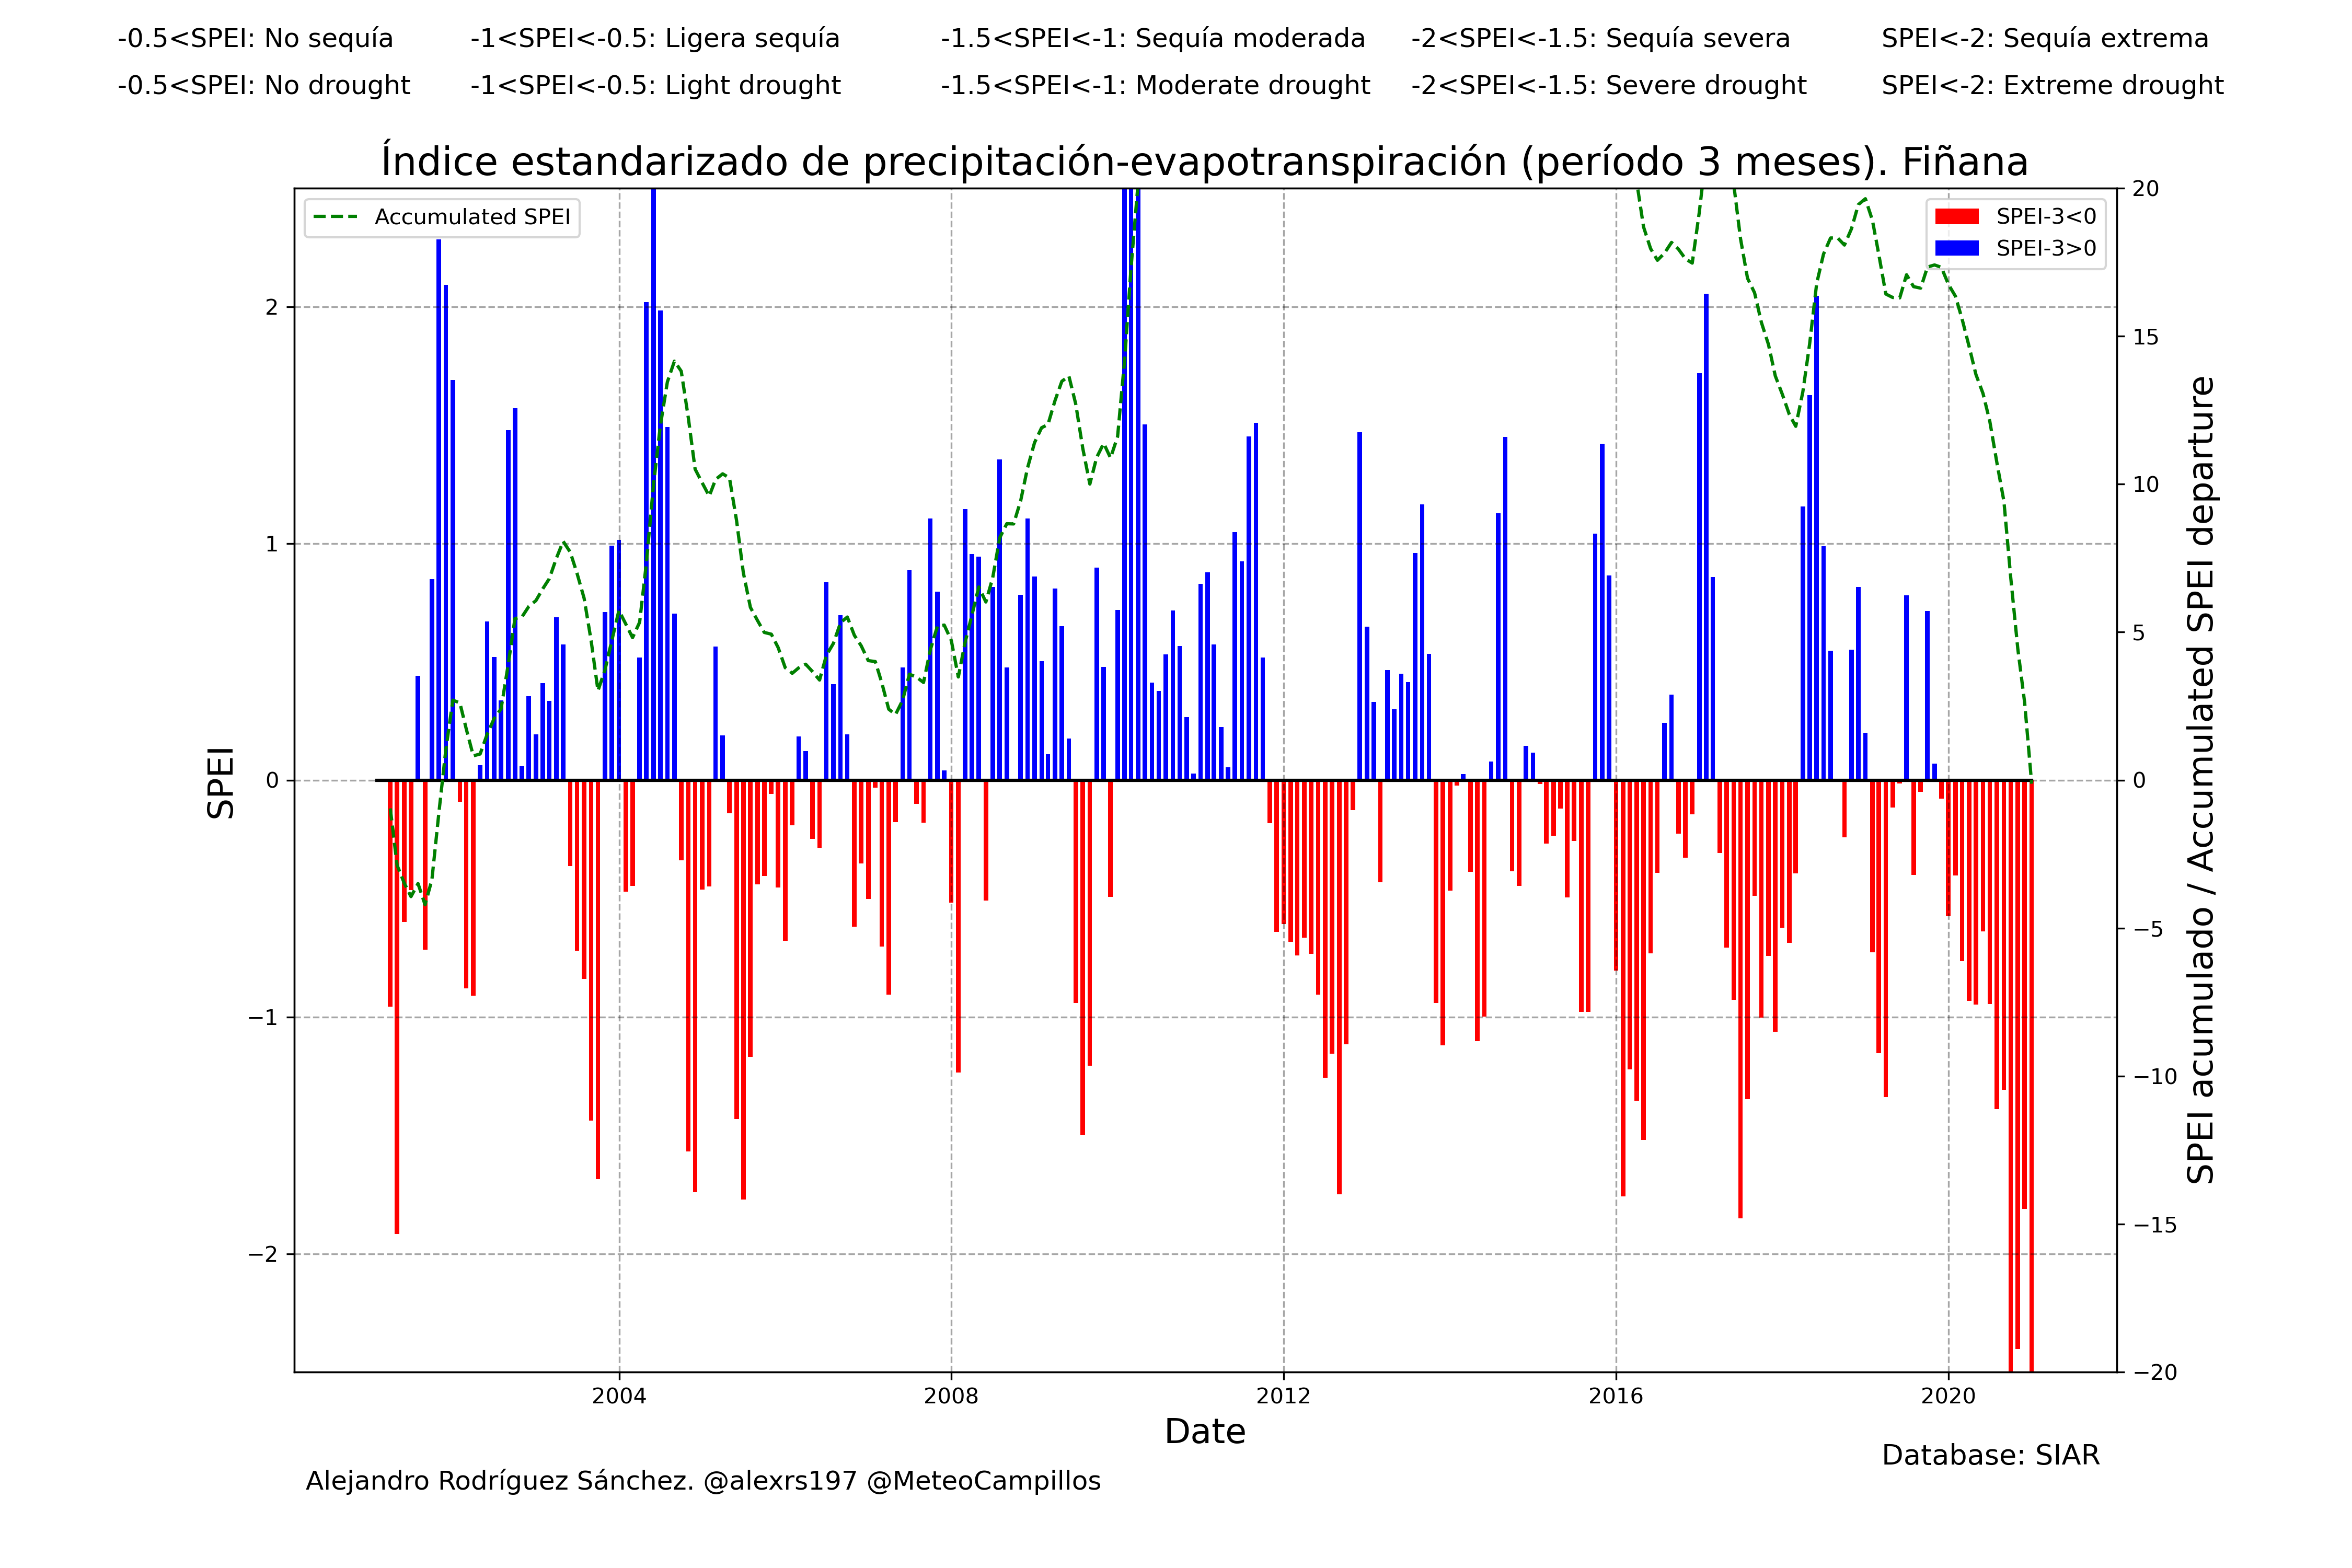 -0.5<SPEI: No sequía -1<SPEI<-0.5: Ligera sequía -1.5<SPEI<-1: Sequía moderada -2<SPEI<-1.5: Sequía severa SPEI<-2: Sequía extrema
-0.5<SPEI: No drought -1<SPEI<-0.5: Light drought -1.5<SPEI<-1: Moderate drought -2<SPEI<-1.5: Severe drought SPEI<-2: Extreme drought
Índice estandarizado de precipitación-evapotranspiración (período 3 meses). Fiñana
Accumulated SPEI
SPEI-3<0
SPEI-3>0
SPEI
2
1
0
−1
−2
20
15
10
5
0
−5
−10
−15
−20
SPEI acumulado / Accumulated SPEI departure
2004 2008 2012 2016 2020
Date
Database: SIAR
Alejandro Rodríguez Sánchez. @alexrs197 @MeteoCampillos